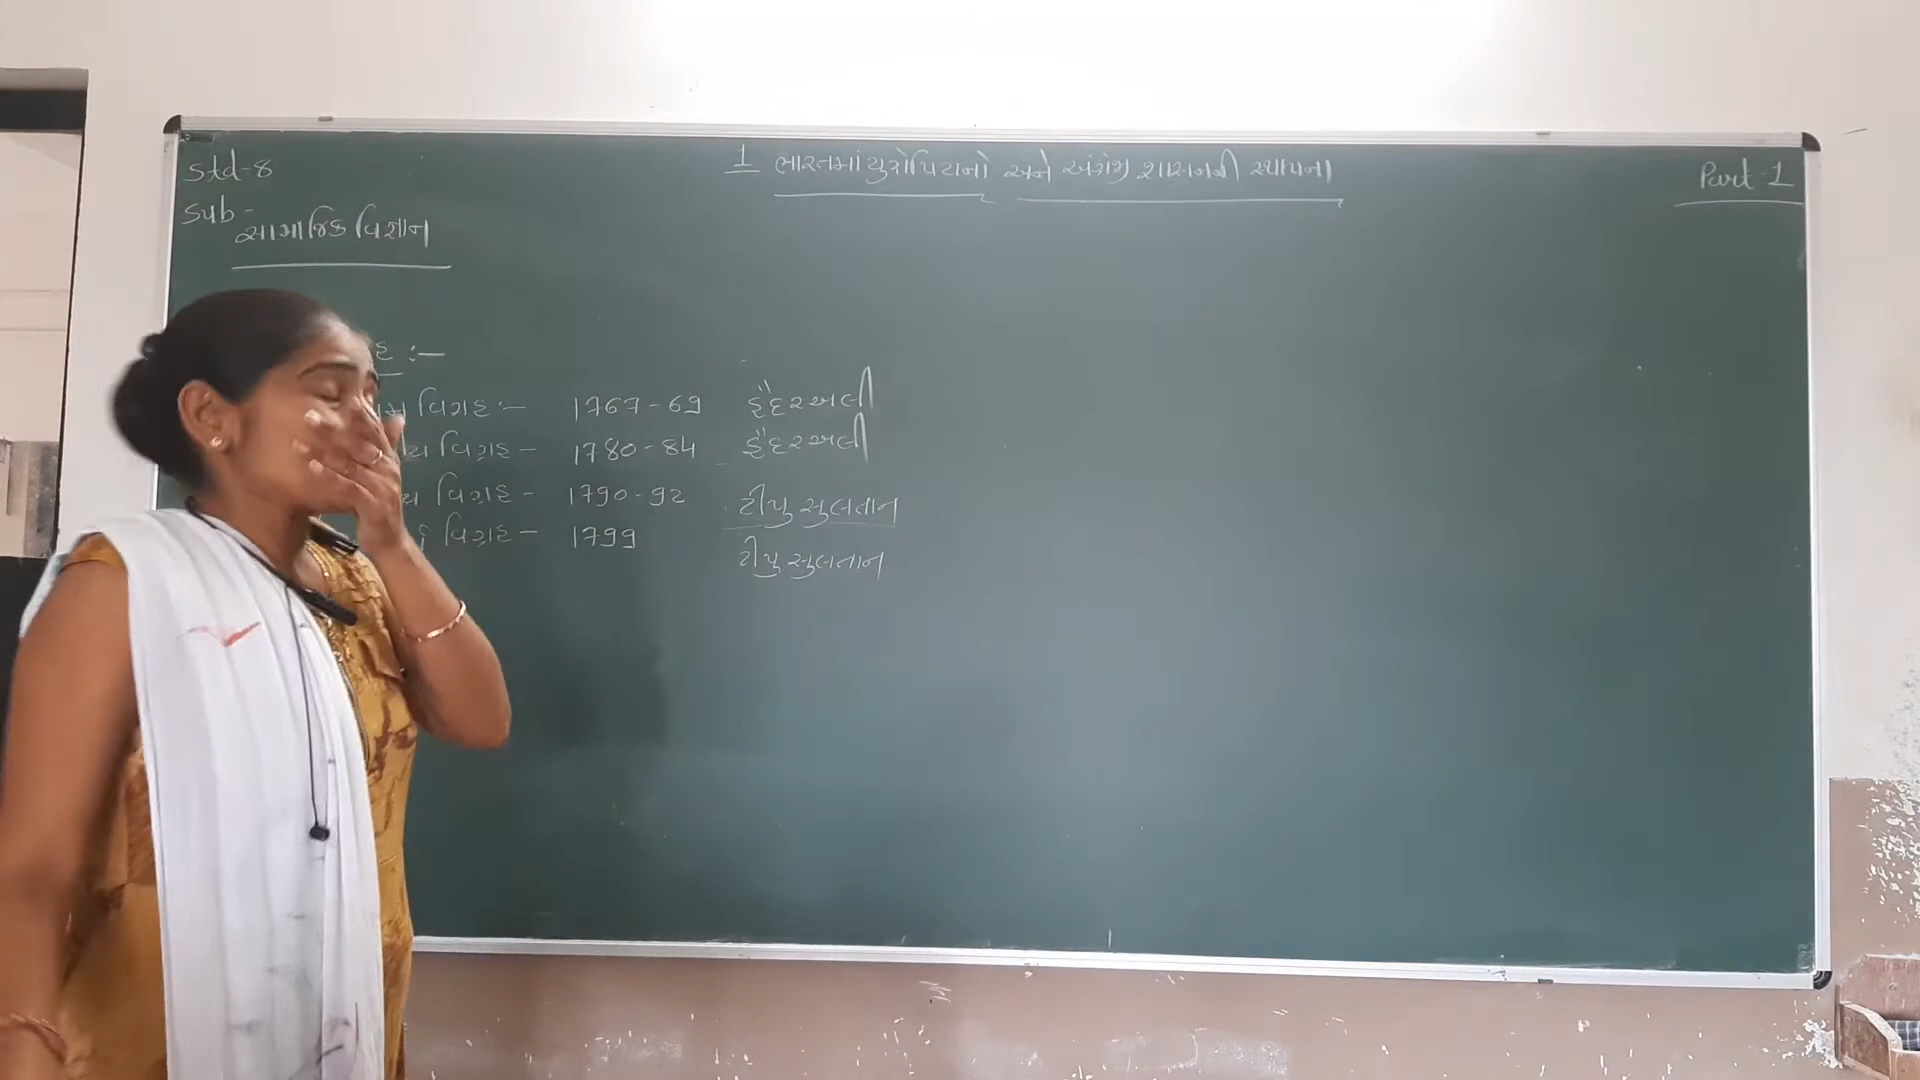 Std-8
1 ભારતમાં યુરોપિયનો અને અંગ્રેજી શાસનની સ્થાપના
Part-1
Sub-
સામાજિક વિજ્ઞાન
હ :-
મ વિગ્રહ :- 1767-69 હૈદરઅલી
ય વિગ્રહ - 1780-84 હૈદરઅલી
ય વિગ્રહ - 1790-92 ટીપુ સુલતાન
વિગ્રહ - 1799 ટીપુ સુલતાન